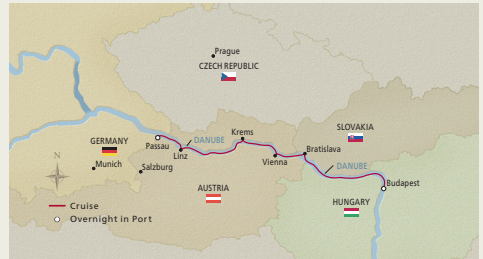 Prague
CZECH REPUBLIC
SLOVAKIA
GERMANY
Passau
DANUBE
Krems
Linz
Munich
Salzburg
Vienna
Bratislava
DANUBE
Budapest
AUSTRIA
HUNGARY
N
Cruise
Overnight in Port